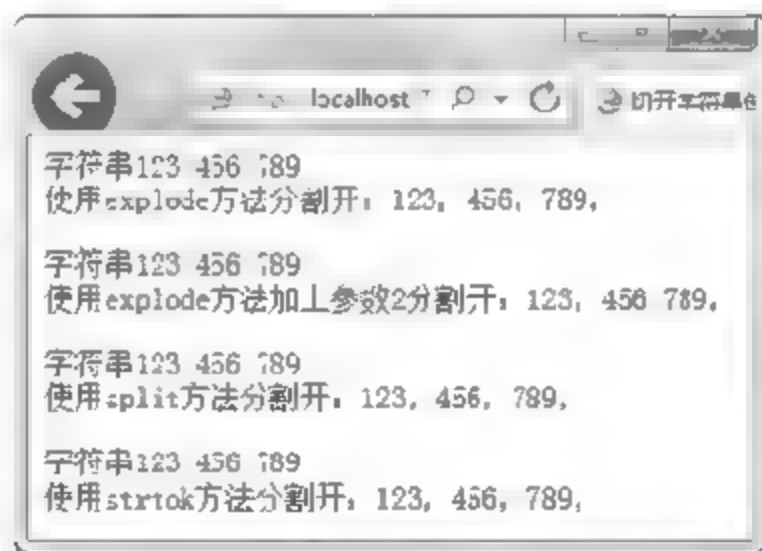 localhost
字符串123 456 789
使用explode方法分割开：123, 456, 789,
字符串123 456 789
使用explode方法加上参数2分割开：123, 456 789,
字符串123 456 789
使用split方法分割开：123, 456, 789,
字符串123 456 789
使用strtok方法分割开：123, 456, 789,